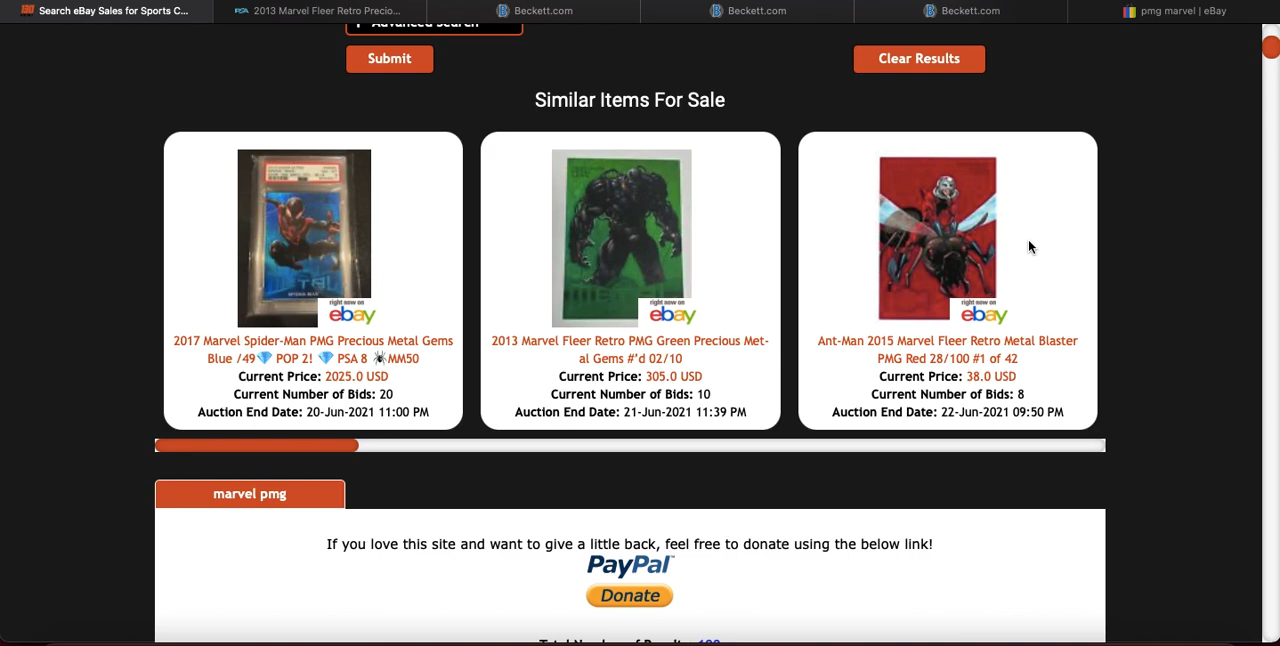 Search eBay Sales for Sports C...
PSA 2013 Marvel Fleer Retro Precio...
Beckett.com
Beckett.com
Beckett.com
pmg marvel | eBay
Advanced Search
Submit
Clear Results
Similar Items For Sale
METAL
SPIDER-MAN
right now on
ebay
2017 Marvel Spider-Man PMG Precious Metal Gems
Blue /49💎 POP 2! 💎 PSA 8 🕷MM50
Current Price: 2025.0 USD
Current Number of Bids: 20
Auction End Date: 20-Jun-2021 11:00 PM
right now on
ebay
2013 Marvel Fleer Retro PMG Green Precious Met-
al Gems #'d 02/10
Current Price: 305.0 USD
Current Number of Bids: 10
Auction End Date: 21-Jun-2021 11:39 PM
right now on
ebay
Ant-Man 2015 Marvel Fleer Retro Metal Blaster
PMG Red 28/100 #1 of 42
Current Price: 38.0 USD
Current Number of Bids: 8
Auction End Date: 22-Jun-2021 09:50 PM
marvel pmg
If you love this site and want to give a little back, feel free to donate using the below link!
PayPal
Donate